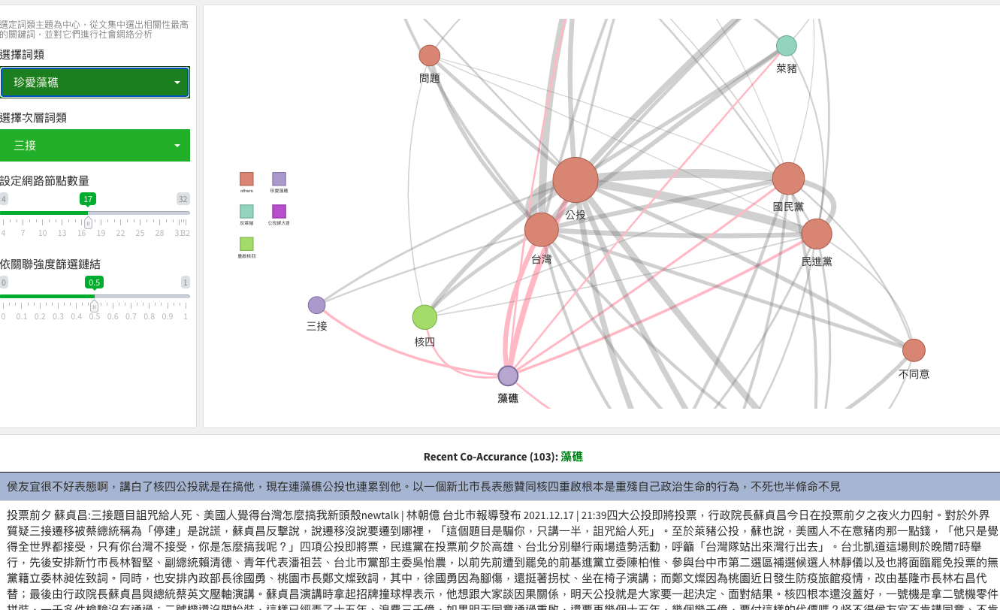 選定詞類主題為中心，從文集中選出相關性最高
的關鍵詞，並對它們進行社會網絡分析
選擇詞類
珍愛藻礁
選擇次層詞類
三接
設定網路節點數量
4 17 32
4 7 10 13 16 19 22 25 28 31 32
依關聯強度篩選鏈結
0 0.5 1
0 0.1 0.2 0.3 0.4 0.5 0.6 0.7 0.8 0.9 1
others 珍愛藻礁
反萊豬 公投綁大選
重啟核四
問題
萊豬
公投
國民黨
台灣
民進黨
三接
核四
不同意
藻礁
Recent Co-Accurance (103): 藻礁
侯友宜很不好表態啊，講白了核四公投就是在搞他，現在連藻礁公投也連累到他。以一個新北市長表態贊同核四重啟根本是重殘自己政治生命的行為，不死也半條命不見
投票前夕 蘇貞昌:三接題目詛咒給人死、美國人覺得台灣怎麼搞我新頭殼newtalk | 林朝億 台北市報導發布 2021.12.17 | 21:39四大公投即將投票，行政院長蘇貞昌今日在投票前夕之夜火力四射。對於外界
質疑三接遷移被蔡總統稱為「停建」是說謊，蘇貞昌反擊說，說遷移沒說要遷到哪裡，「這個題目是騙你，只講一半，詛咒給人死」。至於萊豬公投，蘇也說，美國人不在意豬肉那一點錢，「他只是覺
得全世界都接受，只有你台灣不接受，你是怎麼搞我呢？」四項公投即將票，民進黨在投票前夕於高雄、台北分別舉行兩場造勢活動，呼籲「台灣隊站出來灣行出去」。台北凱道這場則於晚間7時舉
行，先後安排新竹市長林智堅、副總統賴清德、青年代表潘祖芸、台北市黨部主委吳怡農，以前先前遭到罷免的前基進黨立委陳柏惟、參與台中市第二選區補選候選人林靜儀以及也將面臨罷免投票的無
黨籍立委林昶佐致詞。同時，也安排內政部長徐國勇、桃園市長鄭文燦致詞，其中，徐國勇因為腳傷，還挺著拐杖、坐在椅子演講；而鄭文燦因為桃園近日發生防疫旅館疫情，改由基隆市長林右昌代
替；最後由行政院長蘇貞昌與總統蔡英文壓軸演講。蘇貞昌演講時拿起招牌撞球桿表示，他想跟大家談因果關係，明天公投就是大家要一起決定、面對結果。核四根本還沒蓋好，一號機是拿二號機零件
拼裝，一千多件檢驗沒有通過；二號機還沒開始裝，這樣已經弄了十五年、浪費三千億，如果明天同意通過重啟，還要再幾個十五年、幾個幾千億，要付這樣的代價嗎？怪不得侯友宜不肯講同意、不肯